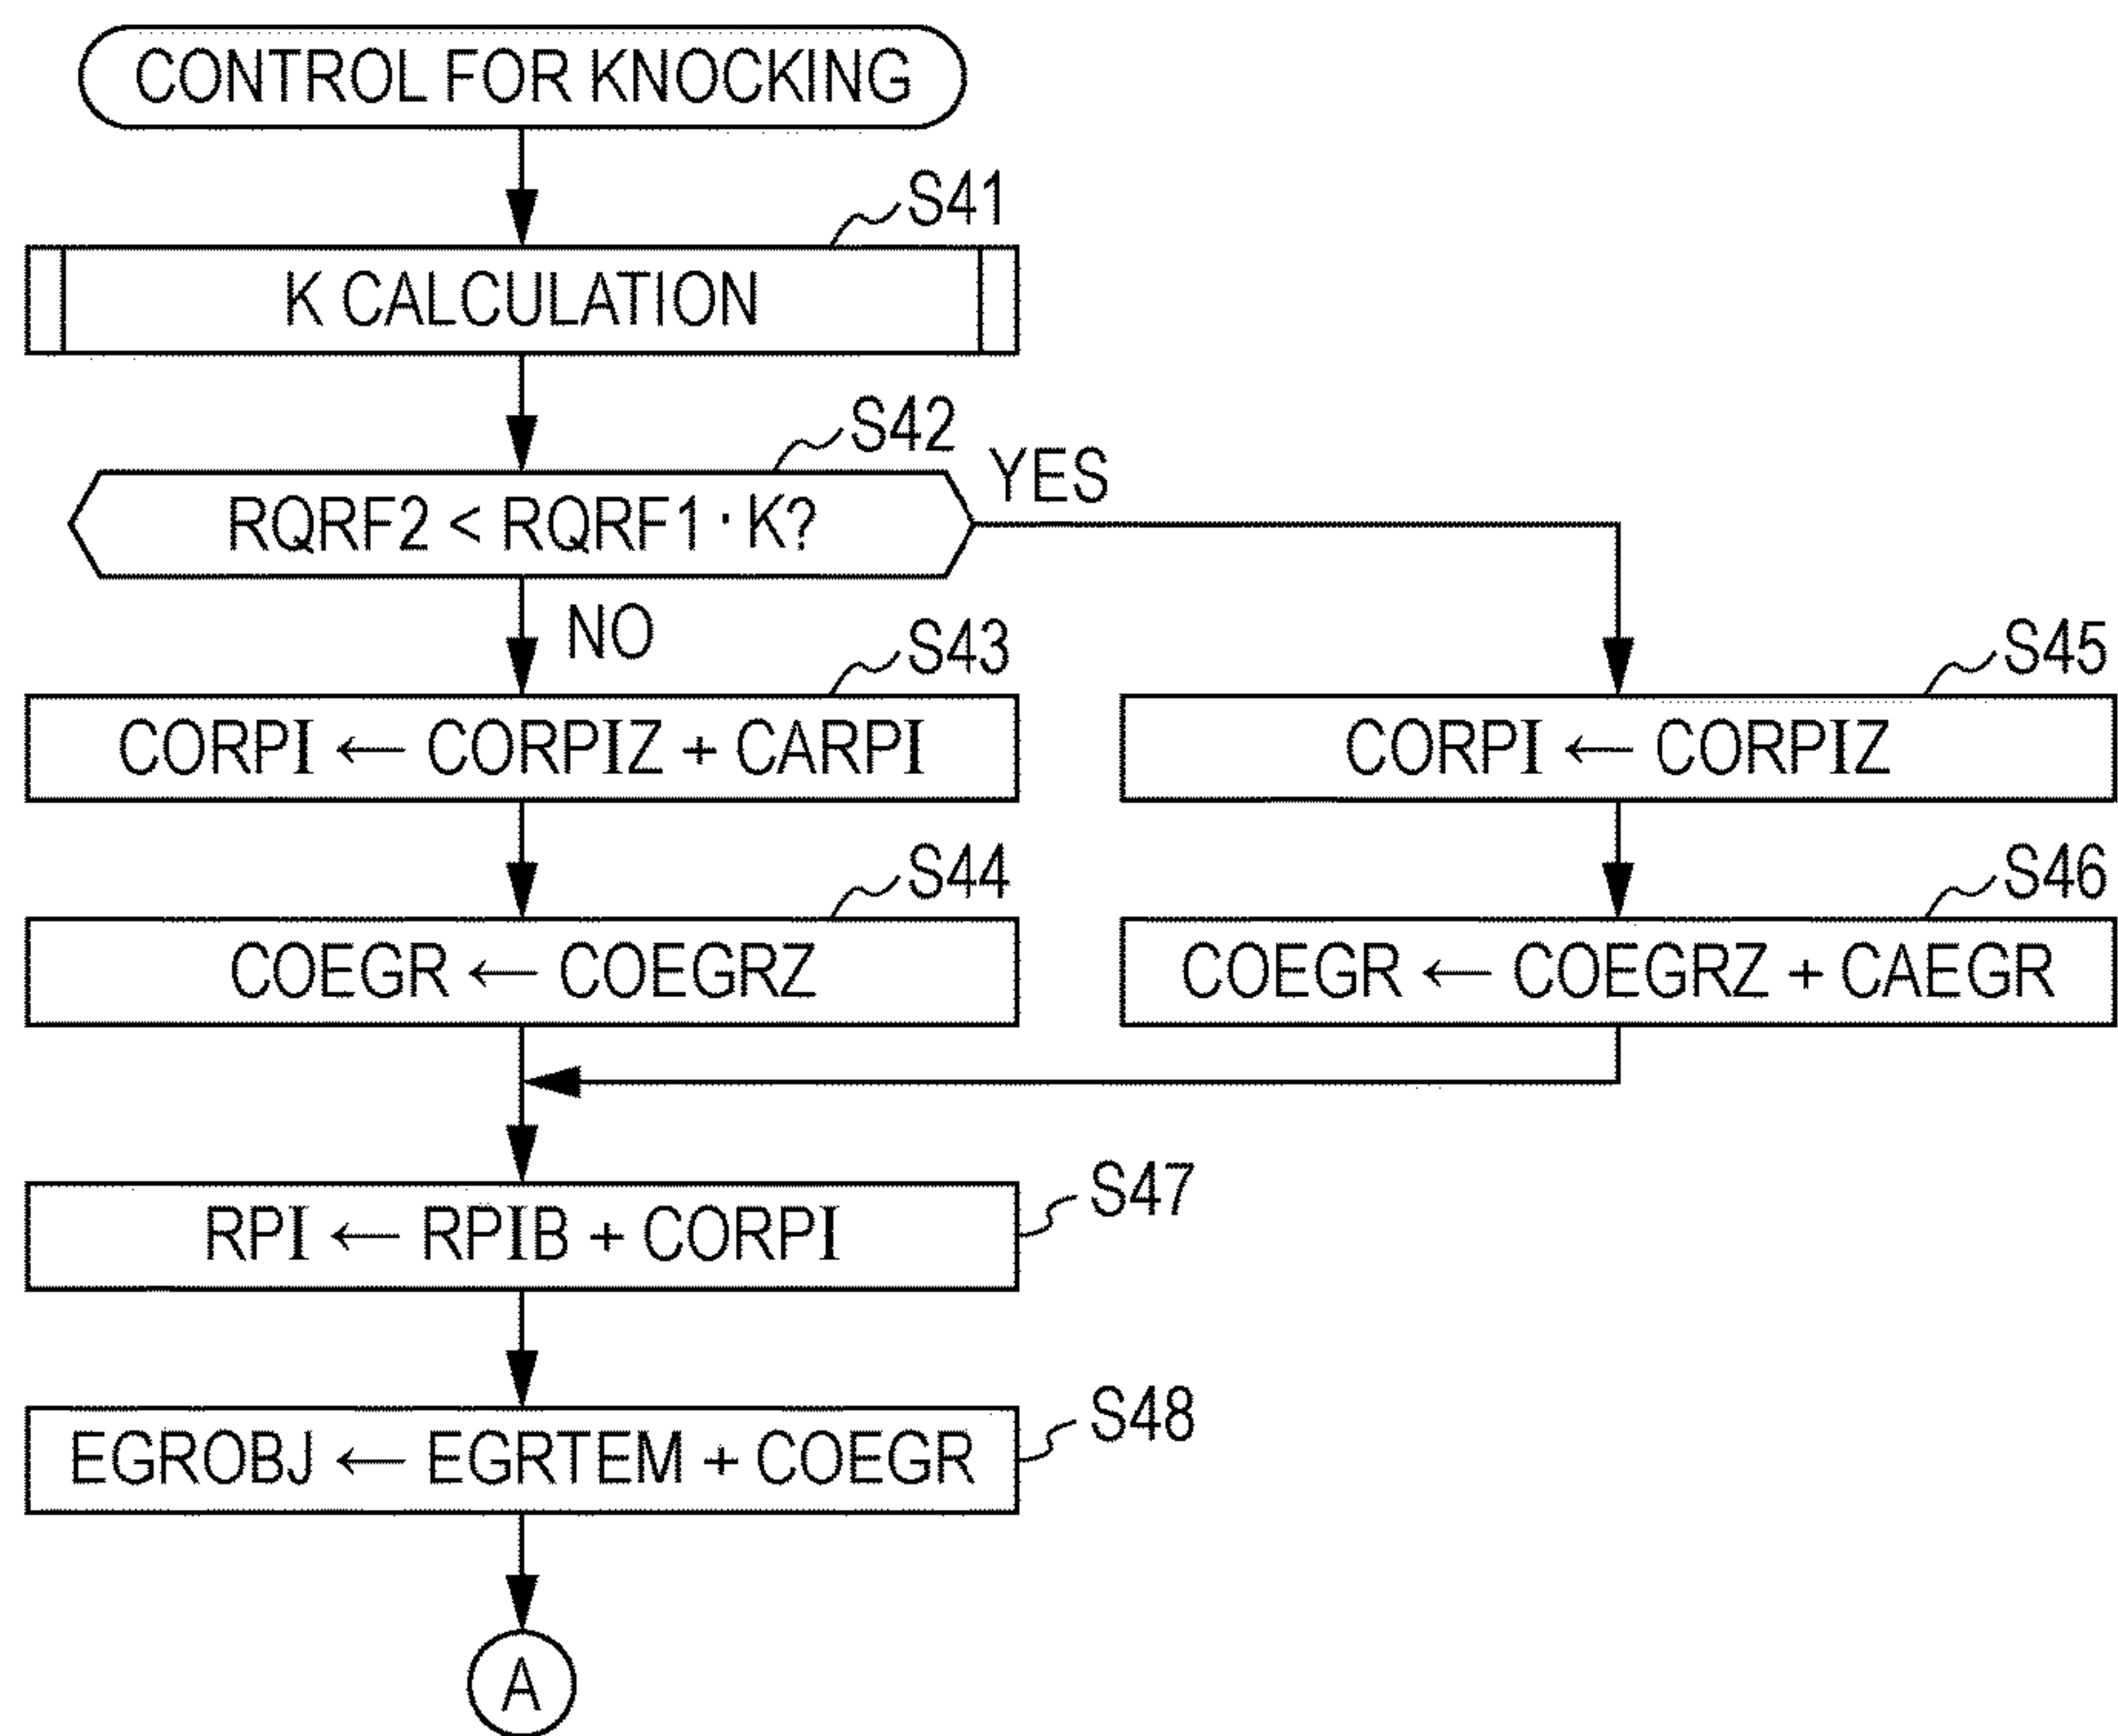 CONTROL FOR KNOCKING
S41
K CALCULATION
S42
RQRF2 < RQRF1 · K?
YES
NO
S43
CORPI ← CORPIZ + CARPI
S45
CORPI ← CORPIZ
S44
COEGR ← COEGRZ
S46
COEGR ← COEGRZ + CAEGR
S47
RPI ← RPIB + CORPI
S48
EGROBJ ← EGRTEM + COEGR
A